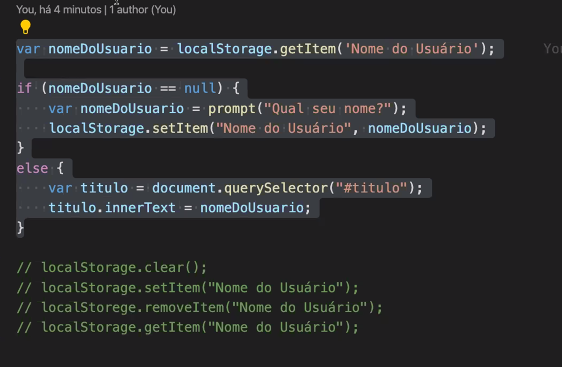 You, há 4 minutos | 1 author (You)
var nomeDoUsuario = localStorage.getItem('Nome do Usuário'); You
if (nomeDoUsuario == null) {
var nomeDoUsuario = prompt("Qual seu nome?");
localStorage.setItem("Nome do Usuário", nomeDoUsuario);
}
else {
var titulo = document.querySelector("#titulo");
titulo.innerText = nomeDoUsuario;
}
// localStorage.clear();
// localStorage.setItem("Nome do Usuário");
// localStorege.removeItem("Nome do Usuário");
// localStorage.getItem("Nome do Usuário");